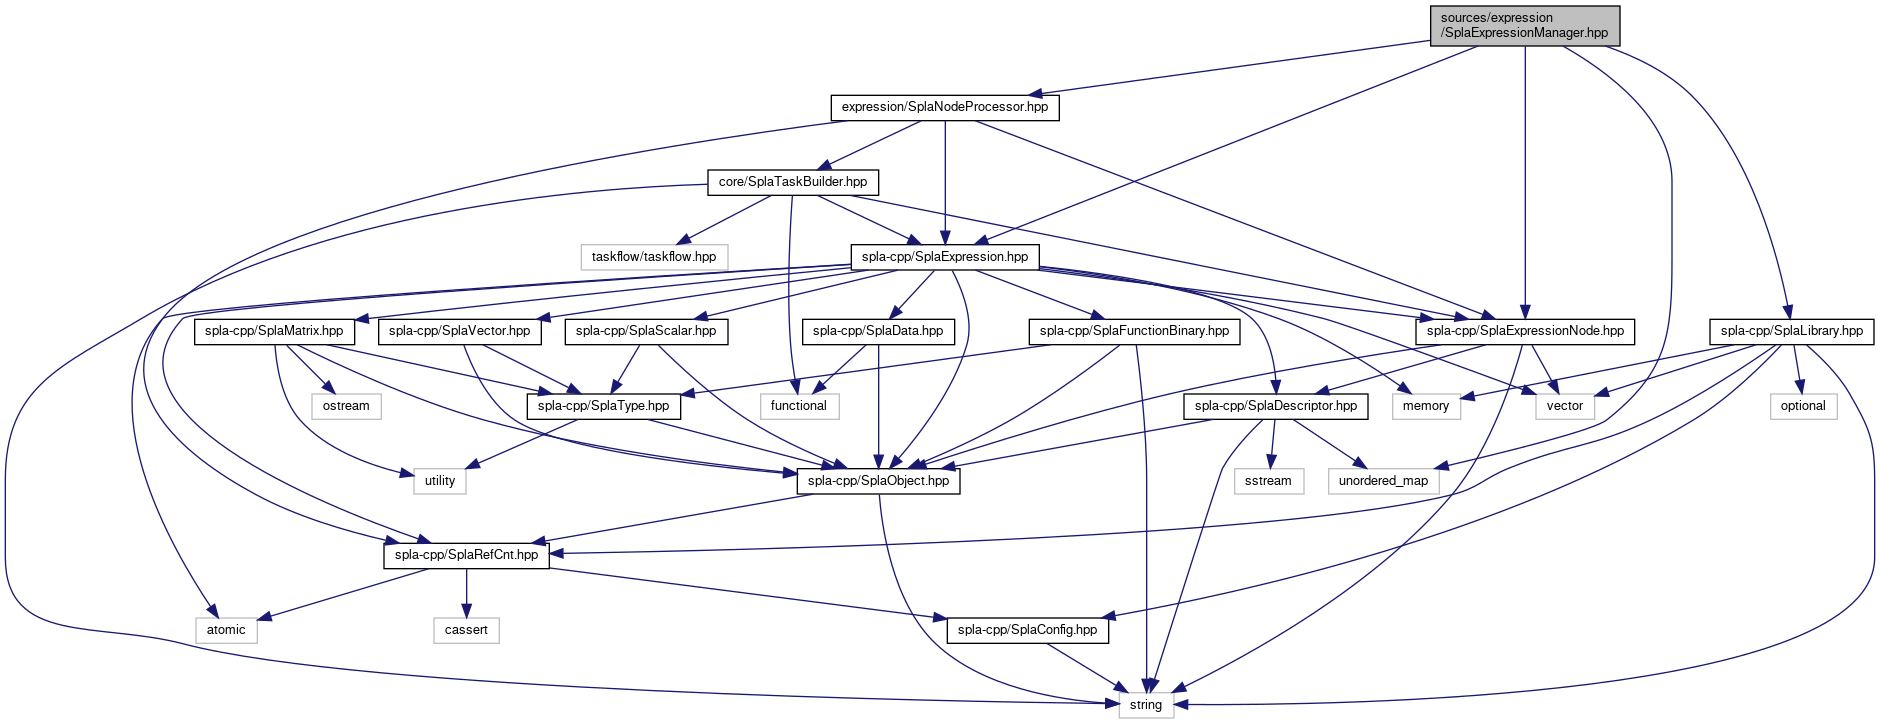 sources/expression
/SplaExpressionManager.hpp
expression/SplaNodeProcessor.hpp
core/SplaTaskBuilder.hpp
taskflow/taskflow.hpp
spla-cpp/SplaExpression.hpp
spla-cpp/SplaMatrix.hpp
spla-cpp/SplaVector.hpp
spla-cpp/SplaScalar.hpp
spla-cpp/SplaData.hpp
spla-cpp/SplaFunctionBinary.hpp
spla-cpp/SplaExpressionNode.hpp
spla-cpp/SplaLibrary.hpp
ostream
spla-cpp/SplaType.hpp
functional
spla-cpp/SplaDescriptor.hpp
memory
vector
optional
utility
spla-cpp/SplaObject.hpp
sstream
unordered_map
spla-cpp/SplaRefCnt.hpp
atomic
cassert
spla-cpp/SplaConfig.hpp
string